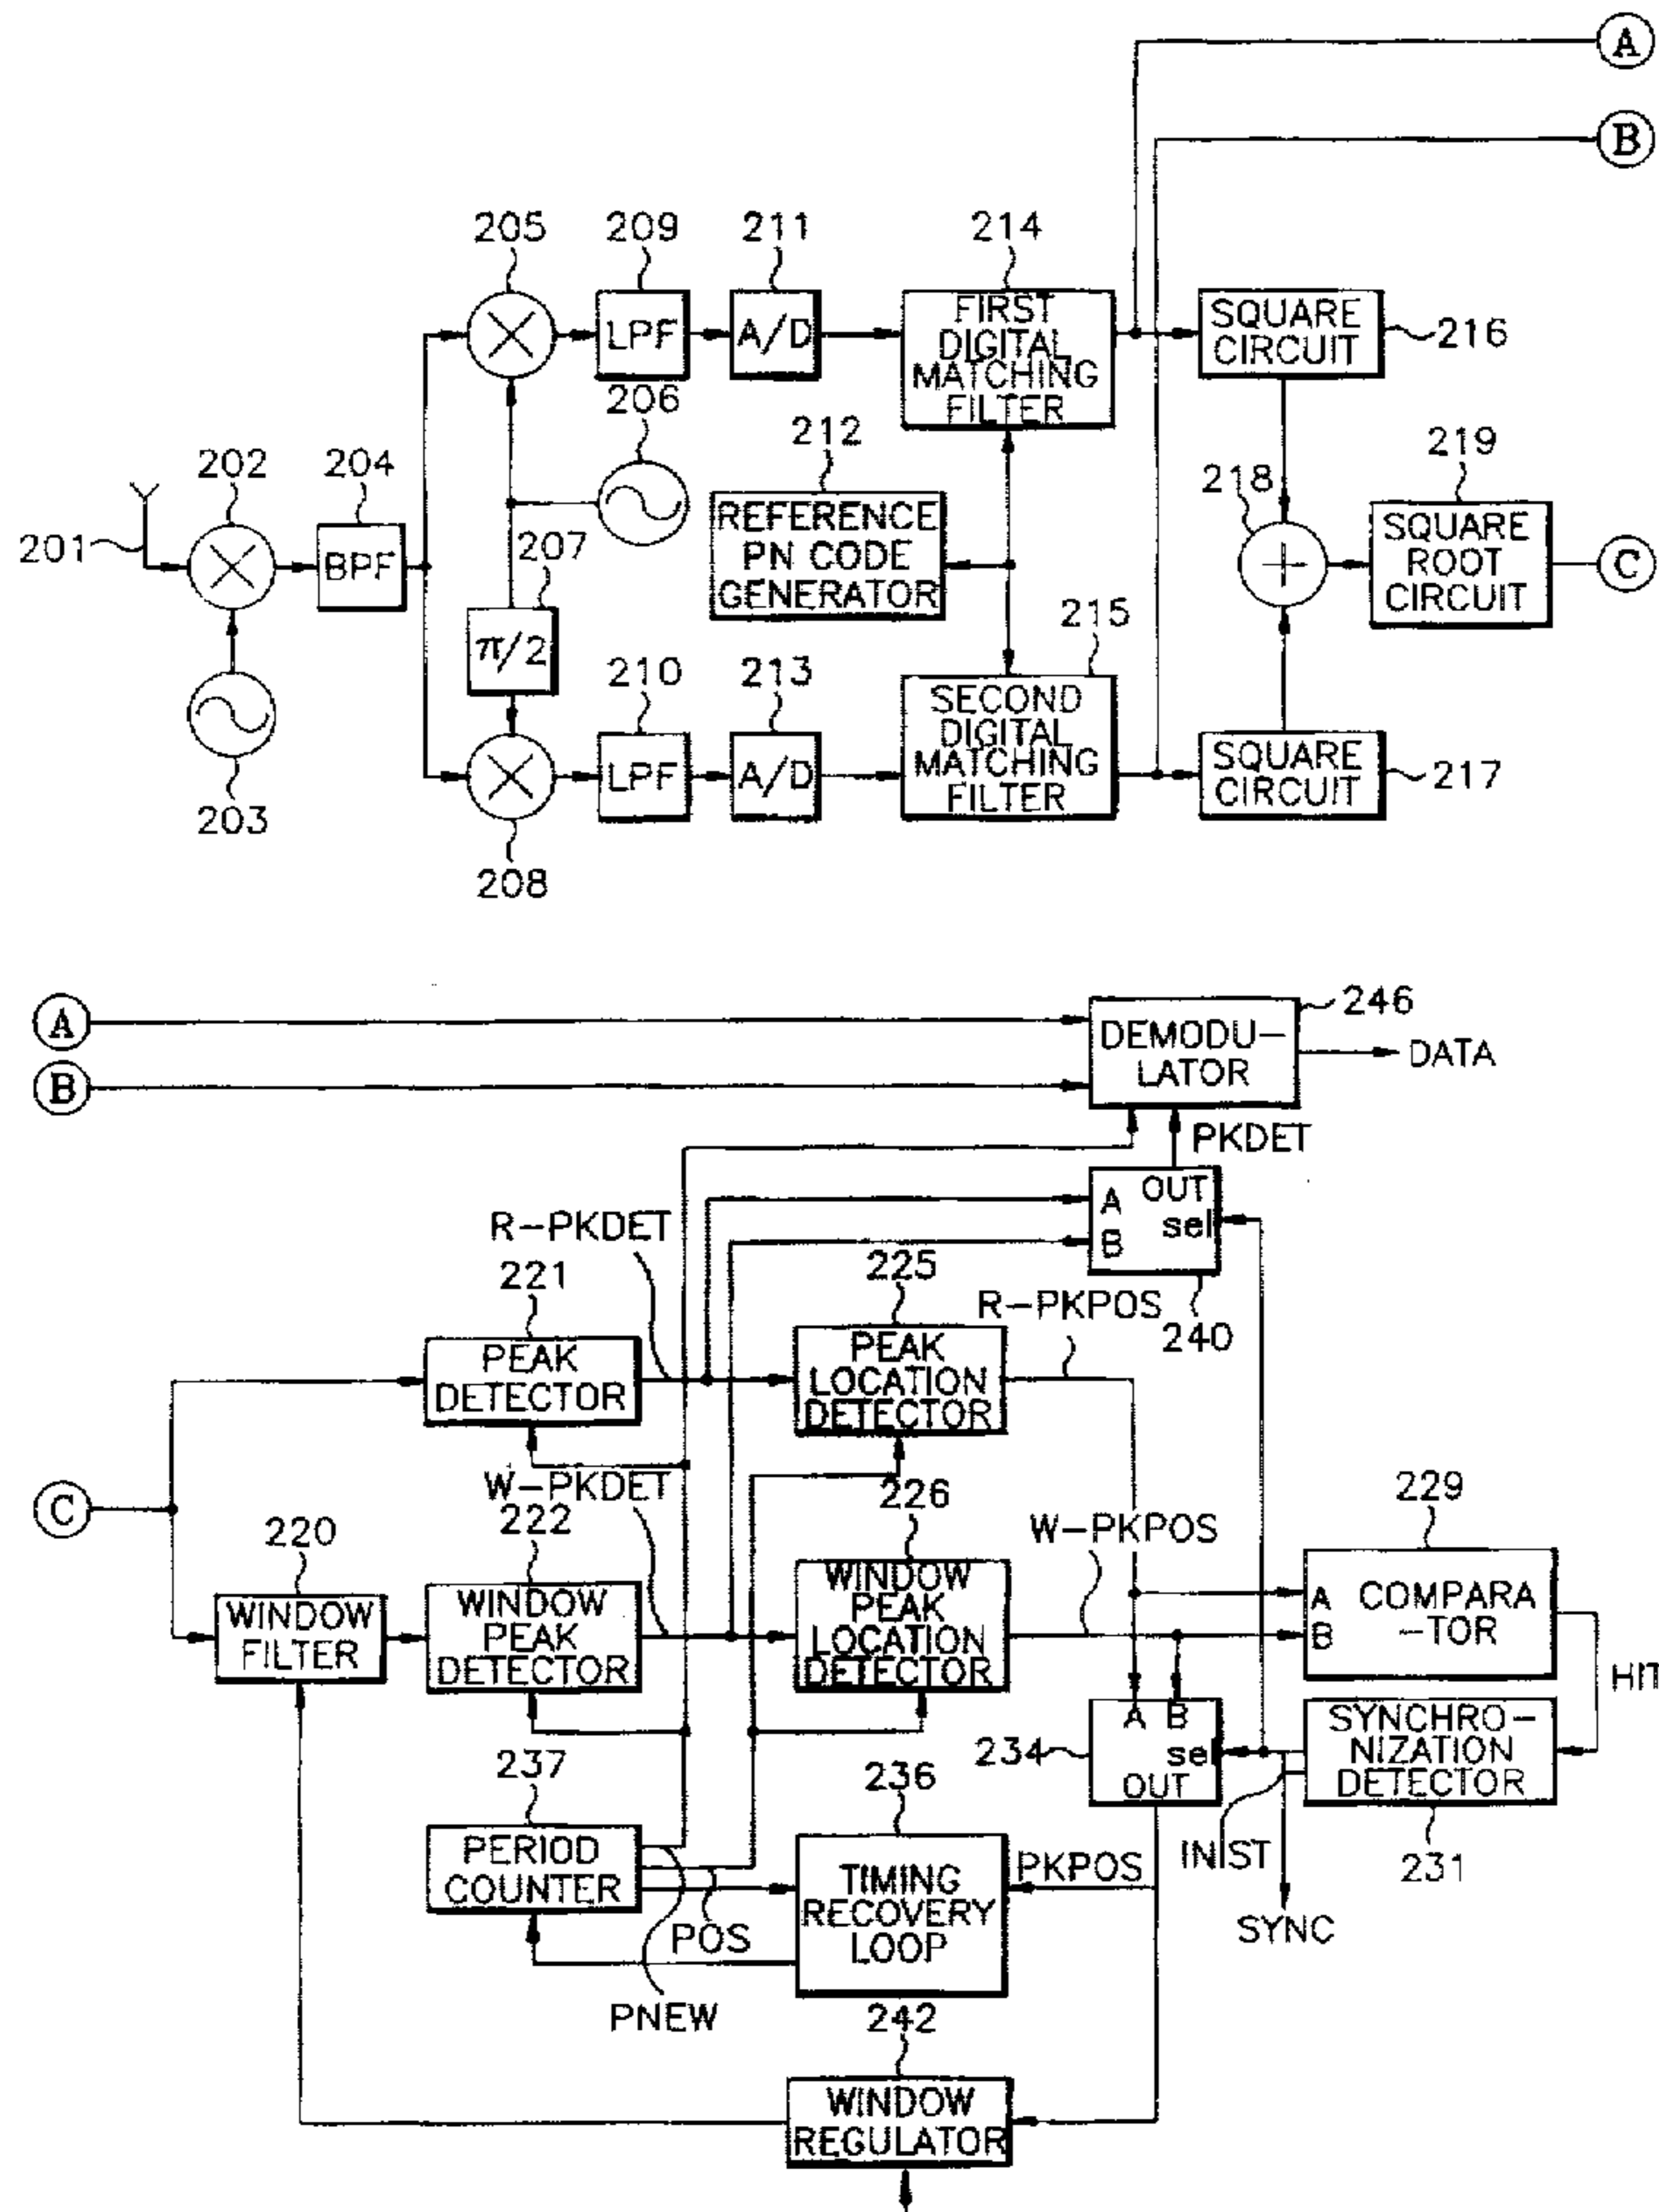 A
B
205
209
211
214
LPF
A/D
FIRST
DIGITAL
MATCHING
FILTER
SQUARE
CIRCUIT
216
206
212
202
204
219
218
201
BPF
207
REFERENCE
PN CODE
GENERATOR
SQUARE
ROOT
CIRCUIT
C
π/2
210
213
215
203
LPF
A/D
SECOND
DIGITAL
MATCHING
FILTER
SQUARE
CIRCUIT
217
208
A
B
246
DEMODU-
LATOR
DATA
PKDET
OUT
A
sel
B
R-PKDET
221
225
R-PKPOS
240
PEAK
DETECTOR
PEAK
LOCATION
DETECTOR
C
W-PKDET
222
226
229
220
W-PKPOS
WINDOW
FILTER
WINDOW
PEAK
DETECTOR
WINDOW
PEAK
LOCATION
DETECTOR
A
B
COMPARA
-TOR
HIT
A B
sel
OUT
234
SYNCHRO-
NIZATION
DETECTOR
237
236
INIST
231
PERIOD
COUNTER
TIMING
RECOVERY
LOOP
PKPOS
POS
SYNC
PNEW
242
WINDOW
REGULATOR